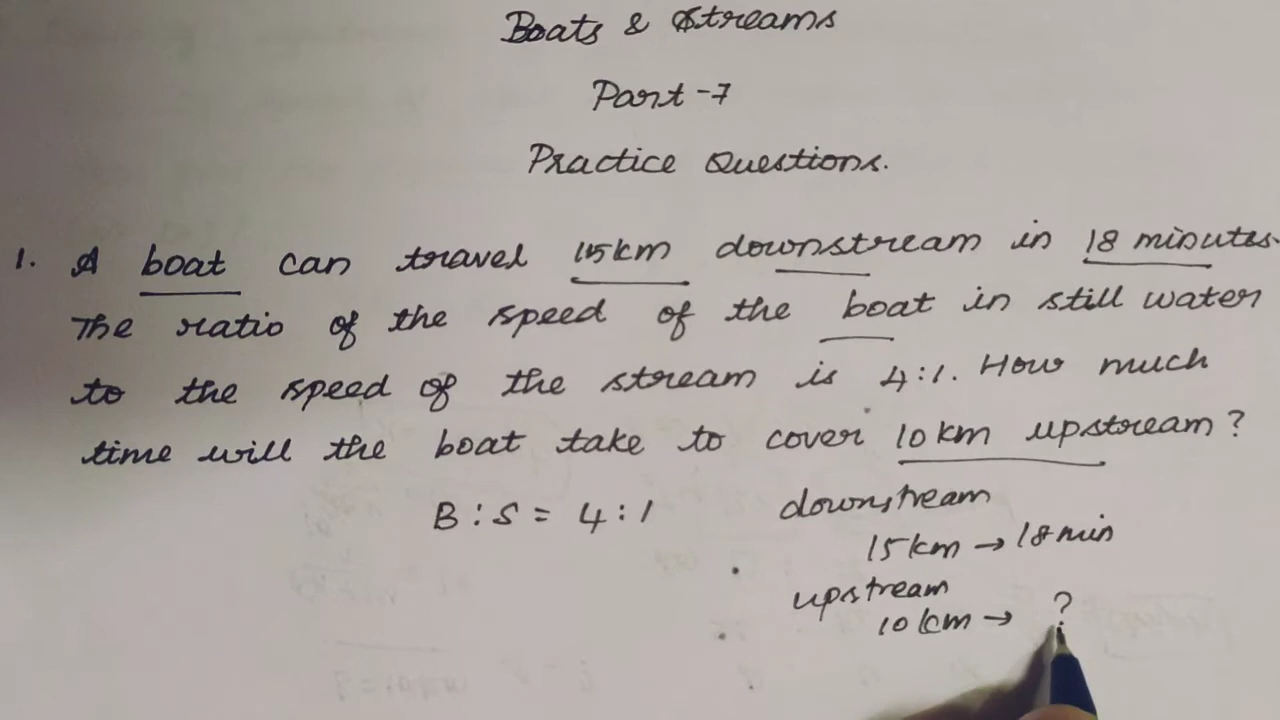 Boats & Streams
Part-7
Practice Questions.
1. A boat can travel 15km downstream in 18 minutes.
The ratio of the speed of the boat in still water
to the speed of the stream is 4:1. How much
time will the boat take to cover 10km upstream?
B:S = 4:1
downstream
15km → 18min
upstream
10km → ?